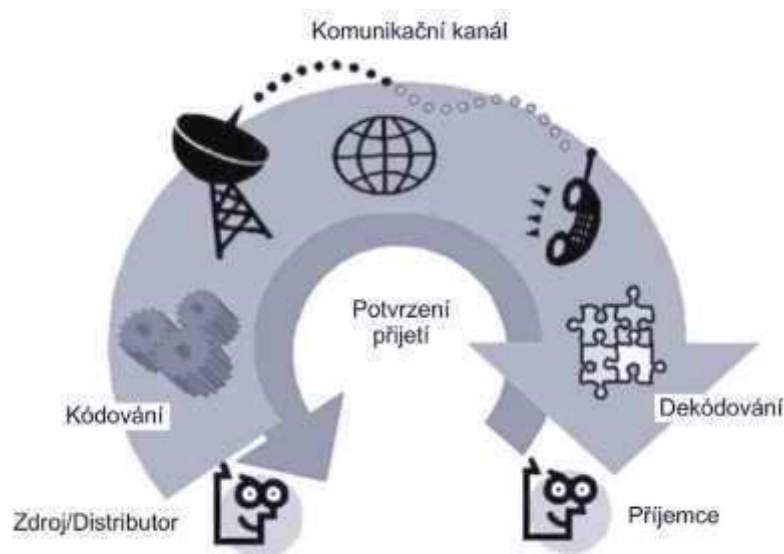 Komunikační kanál
Potvrzení
přijetí
Kódování
Dekódování
Zdroj/Distributor
Příjemce